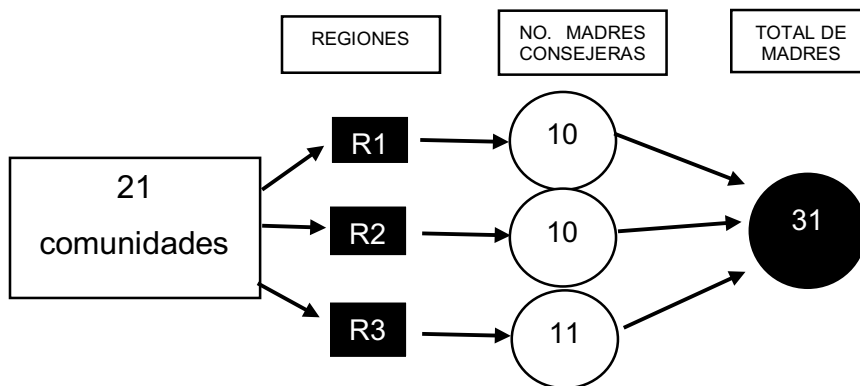 REGIONES
NO. MADRES
CONSEJERAS
TOTAL DE
MADRES
21
comunidades
R1
10
R2
10
R3
11
31